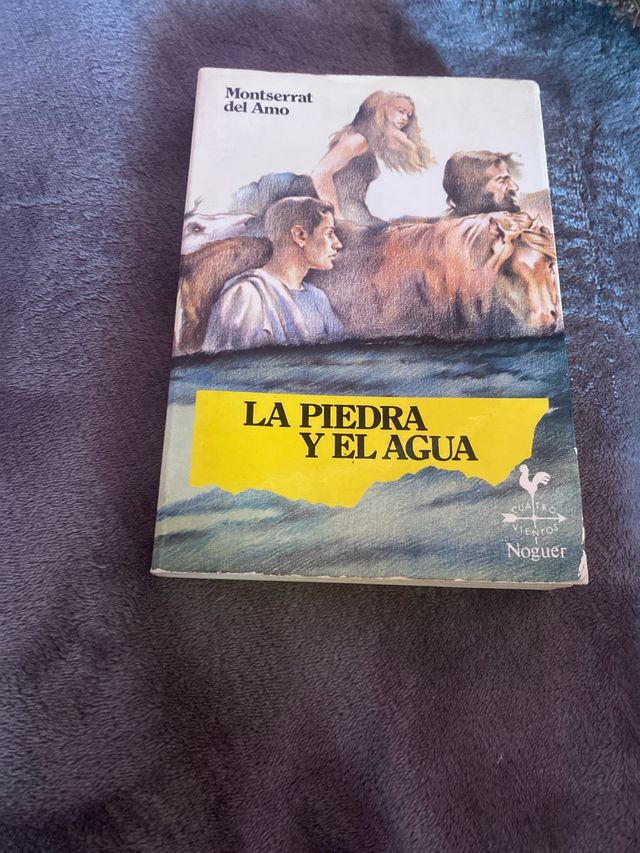 Montserrat
del Amo
LA PIEDRA
Y EL AGUA
CUATRO
VIENTOS
Noguer